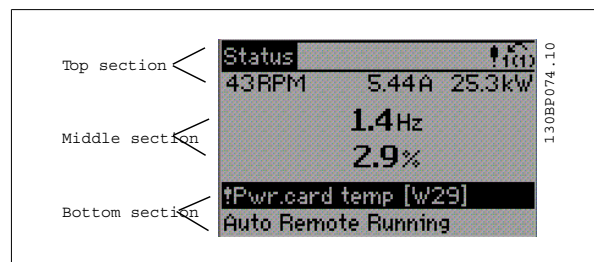 Top section
Status !1(1)
43RPM 5.44A 25.3kW
Middle section
1.4Hz
2.9%
Bottom section
!Pwr.card temp [W29]
Auto Remote Running
130BP074.10